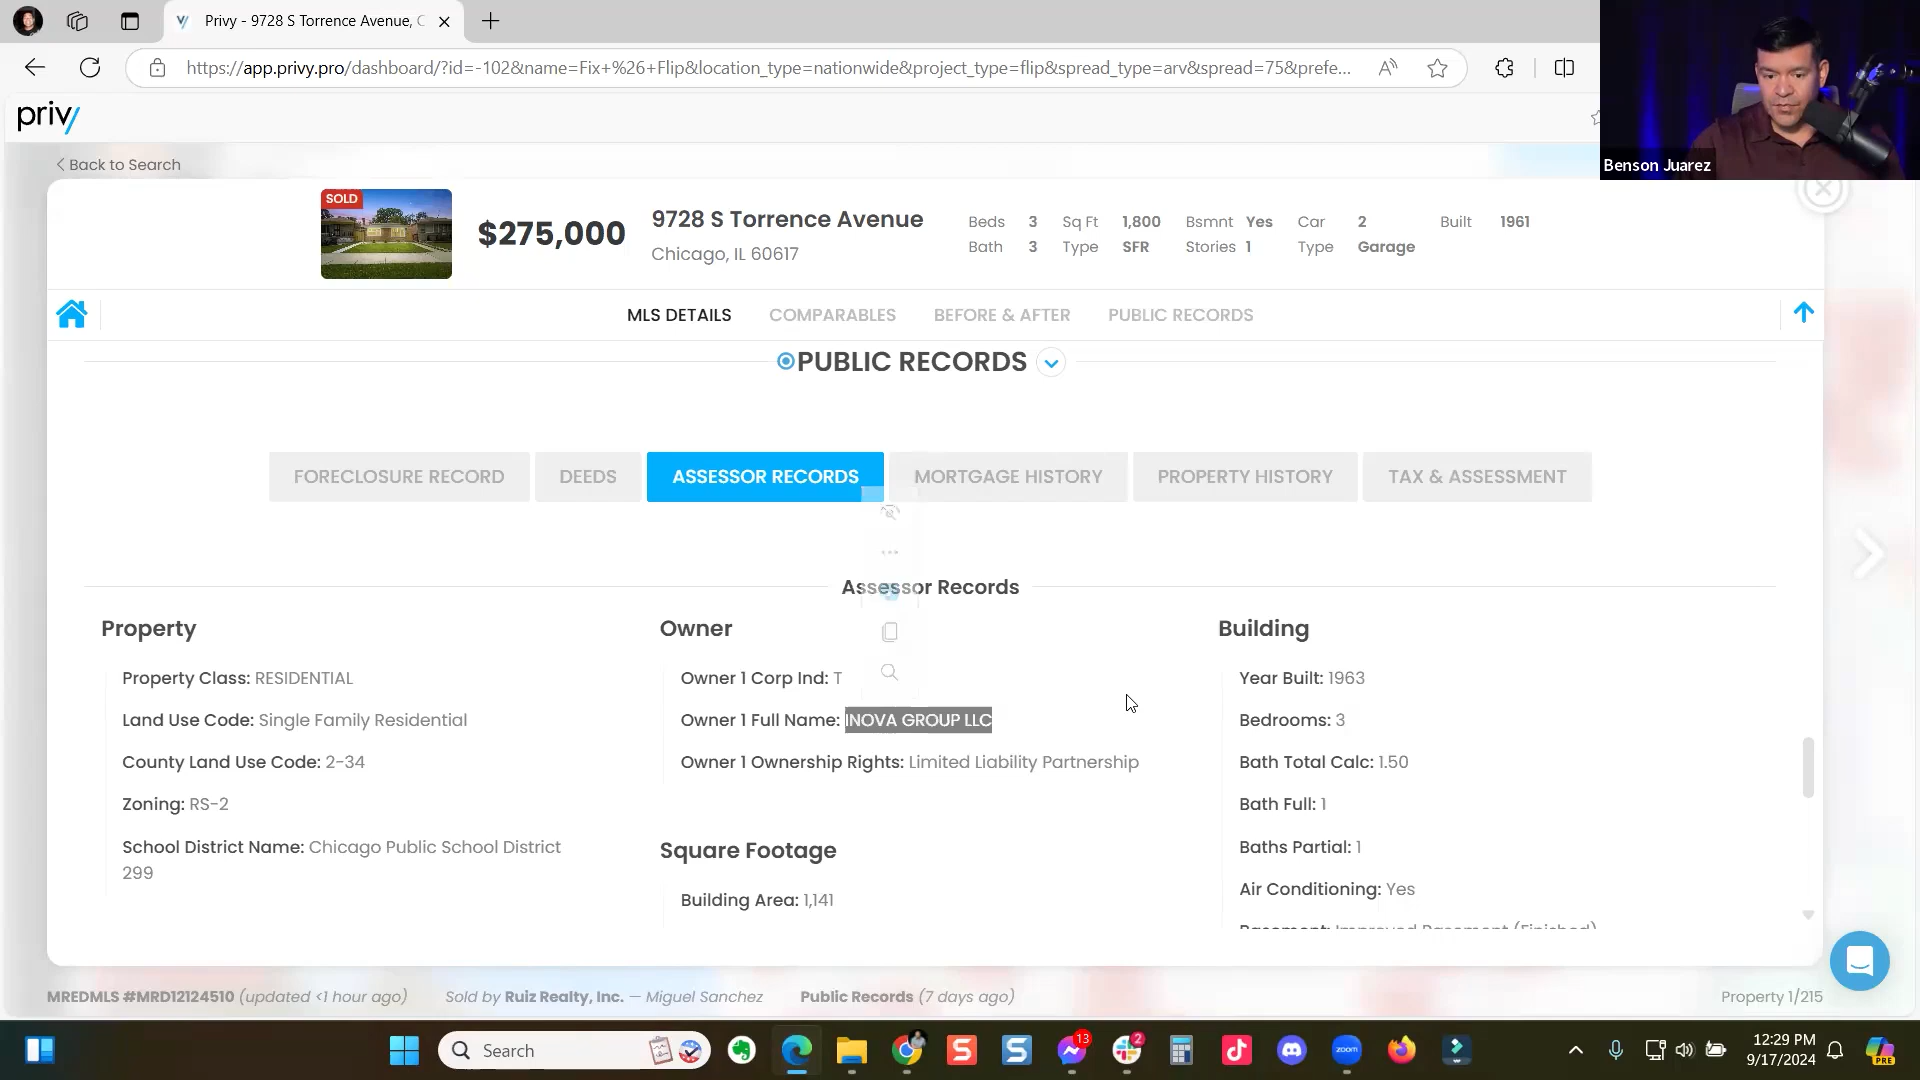 Privy - 9728 S Torrence Avenue, C
https://app.privy.pro/dashboard/?id=-102&name=Fix+%26+Flip&location_type=nationwide&project_type=flip&spread_type=arv&spread=75&prefe...
privy
Benson Juarez
Back to Search
SOLD
$275,000
9728 S Torrence Avenue
Chicago, IL 60617
Beds 3 Sq Ft 1,800 Bsmnt Yes Car 2 Built 1961
Bath 3 Type SFR Stories 1 Type Garage
MLS DETAILS COMPARABLES BEFORE & AFTER PUBLIC RECORDS
PUBLIC RECORDS
FORECLOSURE RECORD DEEDS ASSESSOR RECORDS MORTGAGE HISTORY PROPERTY HISTORY TAX & ASSESSMENT
Assessor Records
Property
Property Class: RESIDENTIAL
Land Use Code: Single Family Residential
County Land Use Code: 2-34
Zoning: RS-2
School District Name: Chicago Public School District
299
Owner
Owner 1 Corp Ind: T
Owner 1 Full Name: INOVA GROUP LLC
Owner 1 Ownership Rights: Limited Liability Partnership
Square Footage
Building Area: 1,141
Building
Year Built: 1963
Bedrooms: 3
Bath Total Calc: 1.50
Bath Full: 1
Baths Partial: 1
Air Conditioning: Yes
Basement: Improved Basement (Finished)
MREDMLS #MRD12124510 (updated <1 hour ago) Sold by Ruiz Realty, Inc. — Miguel Sanchez Public Records (7 days ago) Property 1/215
Search
13
2
zoom
12:29 PM
9/17/2024
PRE